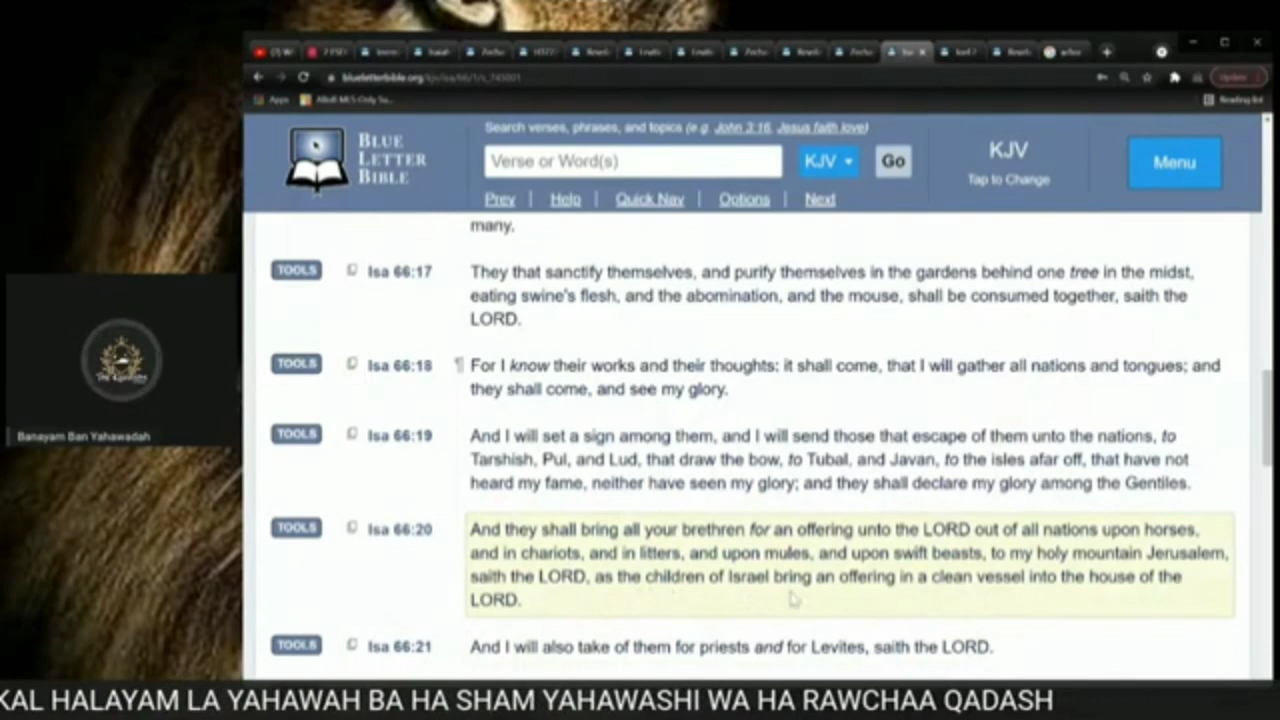 Update
blueletterbible.org
Apps
Reading list
BLUE
LETTER
BIBLE
Search verses, phrases, and topics (e.g. John 3:16, Jesus faith love)
Verse or Word(s)
KJV
Go
KJV
Tap to Change
Menu
Prev | Help | Quick Nav | Options | Next
many.
TOOLS Isa 66:17 They that sanctify themselves, and purify themselves in the gardens behind one tree in the midst,
eating swine's flesh, and the abomination, and the mouse, shall be consumed together, saith the
LORD.
TOOLS Isa 66:18 ¶ For I know their works and their thoughts: it shall come, that I will gather all nations and tongues; and
they shall come, and see my glory.
TOOLS Isa 66:19 And I will set a sign among them, and I will send those that escape of them unto the nations, to
Tarshish, Pul, and Lud, that draw the bow, to Tubal, and Javan, to the isles afar off, that have not
heard my fame, neither have seen my glory; and they shall declare my glory among the Gentiles.
TOOLS Isa 66:20 And they shall bring all your brethren for an offering unto the LORD out of all nations upon horses,
and in chariots, and in litters, and upon mules, and upon swift beasts, to my holy mountain Jerusalem,
saith the LORD, as the children of Israel bring an offering in a clean vessel into the house of the
LORD.
TOOLS Isa 66:21 And I will also take of them for priests and for Levites, saith the LORD.
Banayam Ban Yahawadah
KAL HALAYAM LA YAHAWAH BA HA SHAM YAHAWASHI WA HA RAWCHAA QADASH